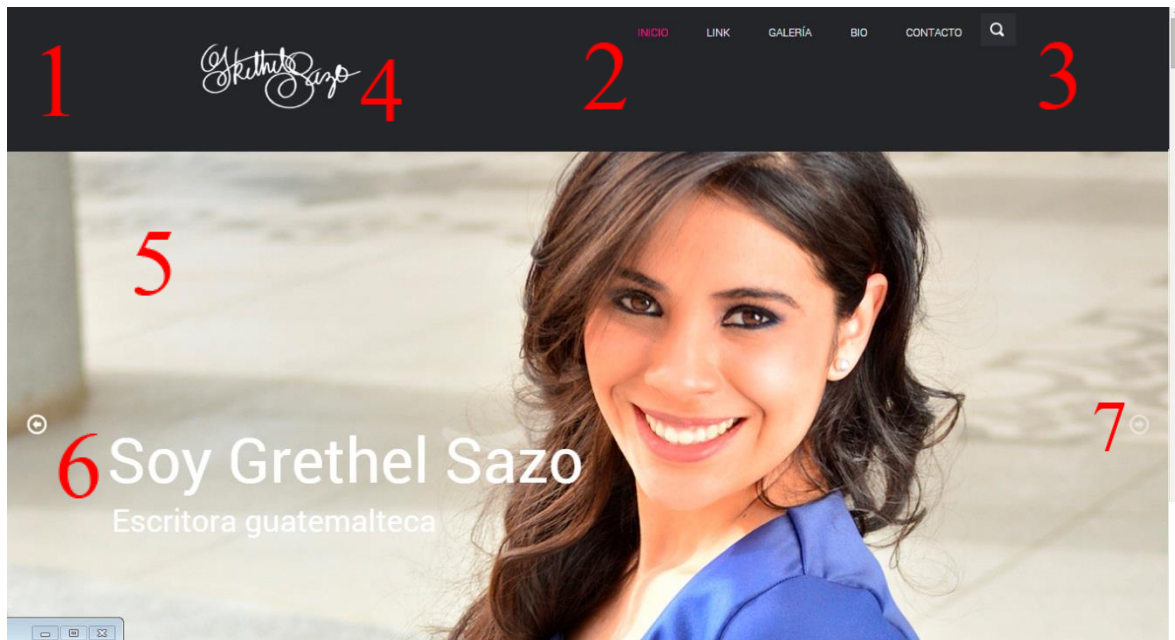 INICIO LINK GALERÍA BIO CONTACTO
1 2 3
Grethel Sazo 4
5
7
6 Soy Grethel Sazo
Escritora guatemalteca